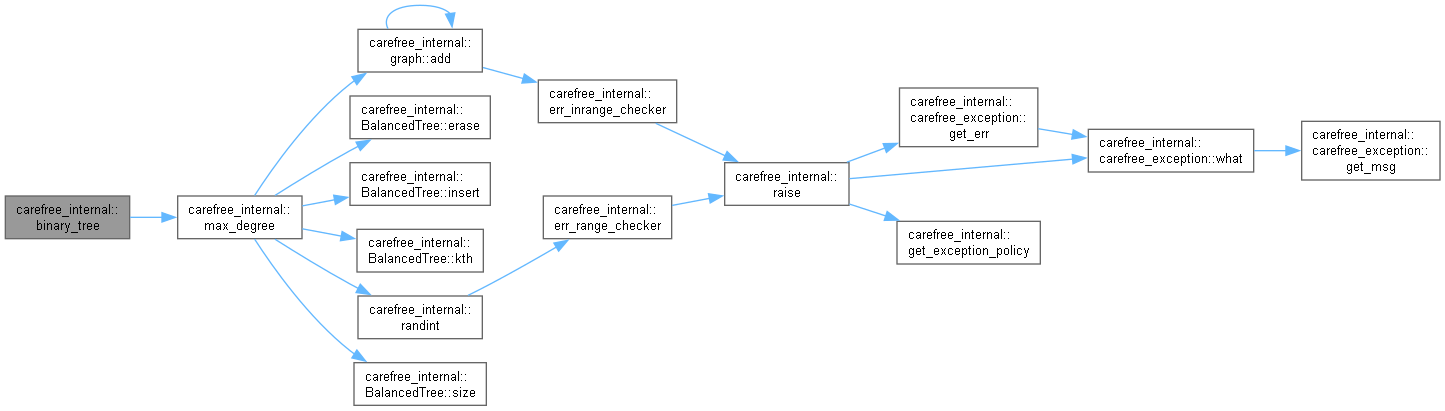 carefree_internal::
binary_tree
carefree_internal::
max_degree
carefree_internal::
graph::add
carefree_internal::
BalancedTree::erase
carefree_internal::
BalancedTree::insert
carefree_internal::
BalancedTree::kth
carefree_internal::
randint
carefree_internal::
BalancedTree::size
carefree_internal::
err_inrange_checker
carefree_internal::
err_range_checker
carefree_internal::
raise
carefree_internal::
carefree_exception::
get_err
carefree_internal::
get_exception_policy
carefree_internal::
carefree_exception::what
carefree_internal::
carefree_exception::
get_msg